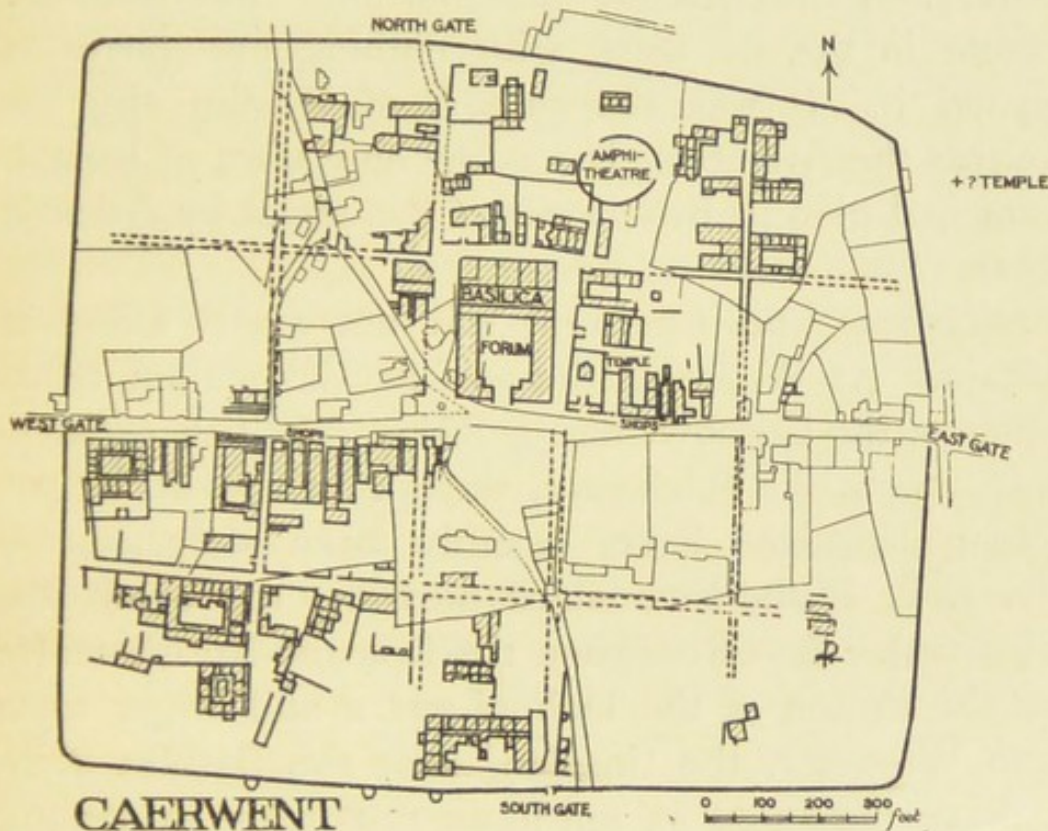 NORTH GATE
N
AMPHI-
THEATRE
+ ? TEMPLE
BASILICA
FORUM
TEMPLE
WEST GATE
SHOPS
SHOPS
EAST GATE
CAERWENT
SOUTH GATE
0 100 200 300 feet